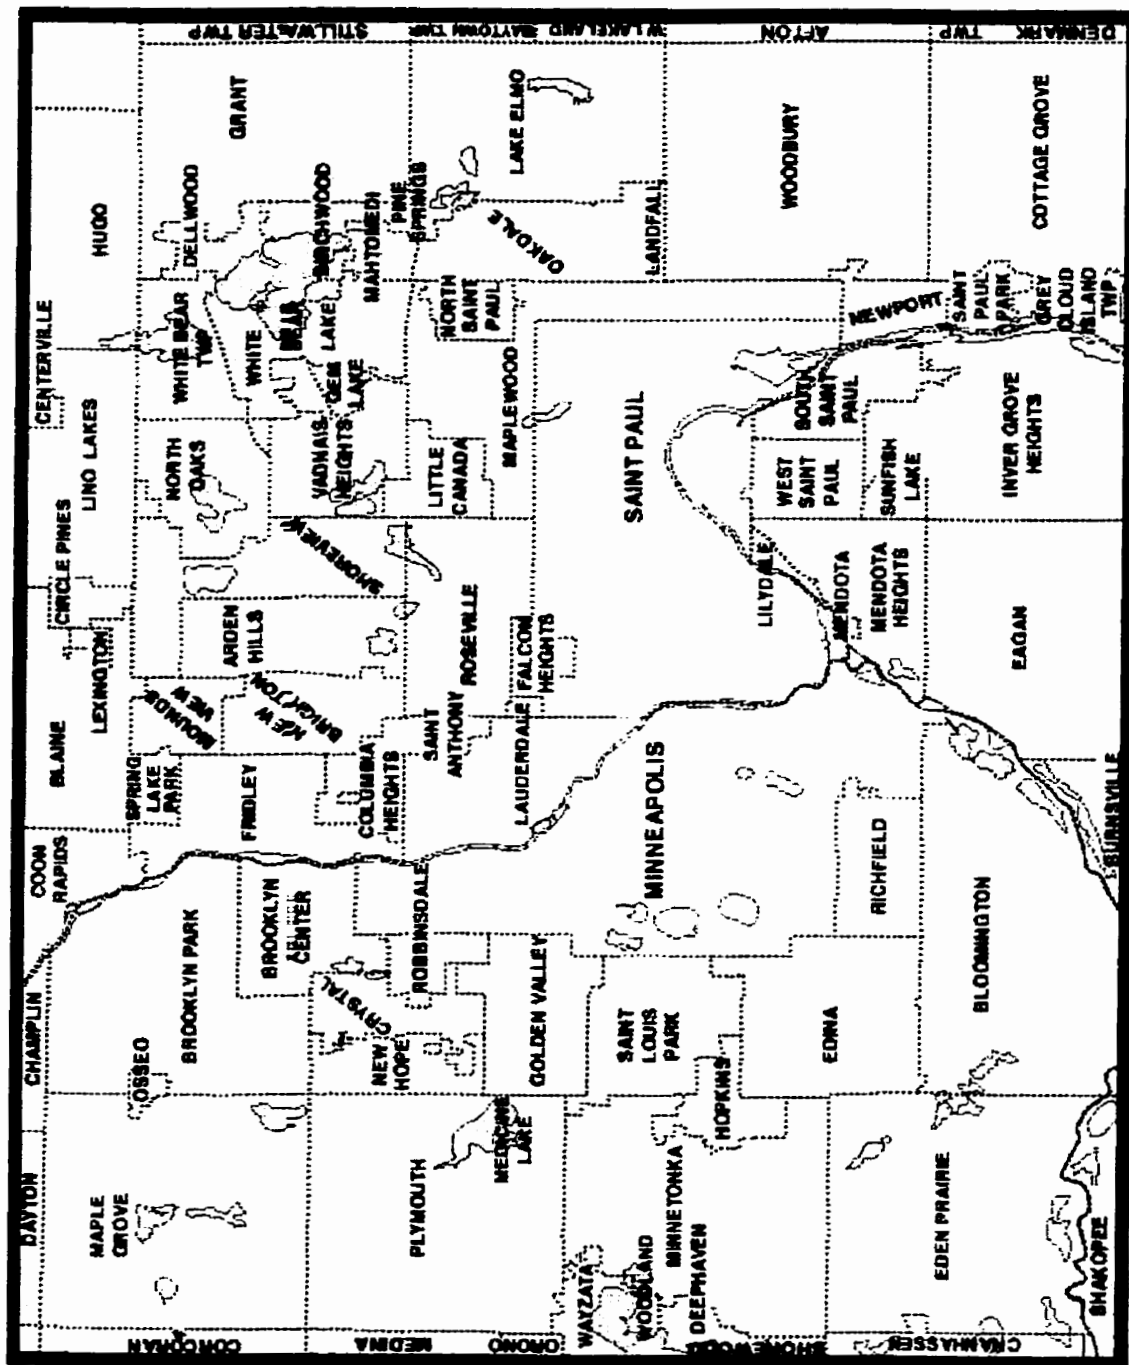 DAYTON
CHAMPLIN
COON
RAPIDS
BLAINE
LEXINGTON
CIRCLE PINES
LINO LAKES
CENTERVILLE
HUGO
CORCORAN
MAPLE
GROVE
OSSEO
BROOKLYN PARK
BROOKLYN
CENTER
FRIDLEY
SPRING
LAKE
PARK
MOUNDS
VIEW
NEW
BRIGHTON
ARDEN
HILLS
SHOREVIEW
NORTH
OAKS
VADNAIS
HEIGHTS
WHITE BEAR
TWP
WHITE
BEAR
LAKE
GEM
LAKE
DELLWOOD
BIRCHWOOD
MAHTOMEDI
GRANT
STILLWATER TWP
MEDINA
PLYMOUTH
MEDICINE
LAKE
NEW
HOPE
CRYSTAL
ROBBINSDALE
COLUMBIA
HEIGHTS
SAINT
ANTHONY
ROSEVILLE
LAUDERDALE
FALCON
HEIGHTS
LITTLE
CANADA
MAPLEWOOD
NORTH
SAINT
PAUL
PINE
SPRINGS
OAKDALE
LAKE ELMO
BAYTOWN TWP
ORONO
WAYZATA
WOODLAND
MINNETONKA
DEEPHAVEN
GOLDEN VALLEY
SAINT
LOUIS
PARK
HOPKINS
MINNEAPOLIS
SAINT PAUL
LANDFALL
W LAKELAND
SHOREWOOD
EDINA
RICHFIELD
LILYDALE
MENDOTA
MENDOTA
HEIGHTS
WEST
SAINT
PAUL
SOUTH
SAINT
PAUL
SUNFISH
LAKE
NEWPORT
WOODBURY
AFTON
CHANHASSEN
EDEN PRAIRIE
SHAKOPEE
BLOOMINGTON
BURNSVILLE
EAGAN
INVER GROVE
HEIGHTS
SAINT
PAUL
PARK
GREY
CLOUD
ISLAND
TWP
COTTAGE GROVE
DENMARK TWP